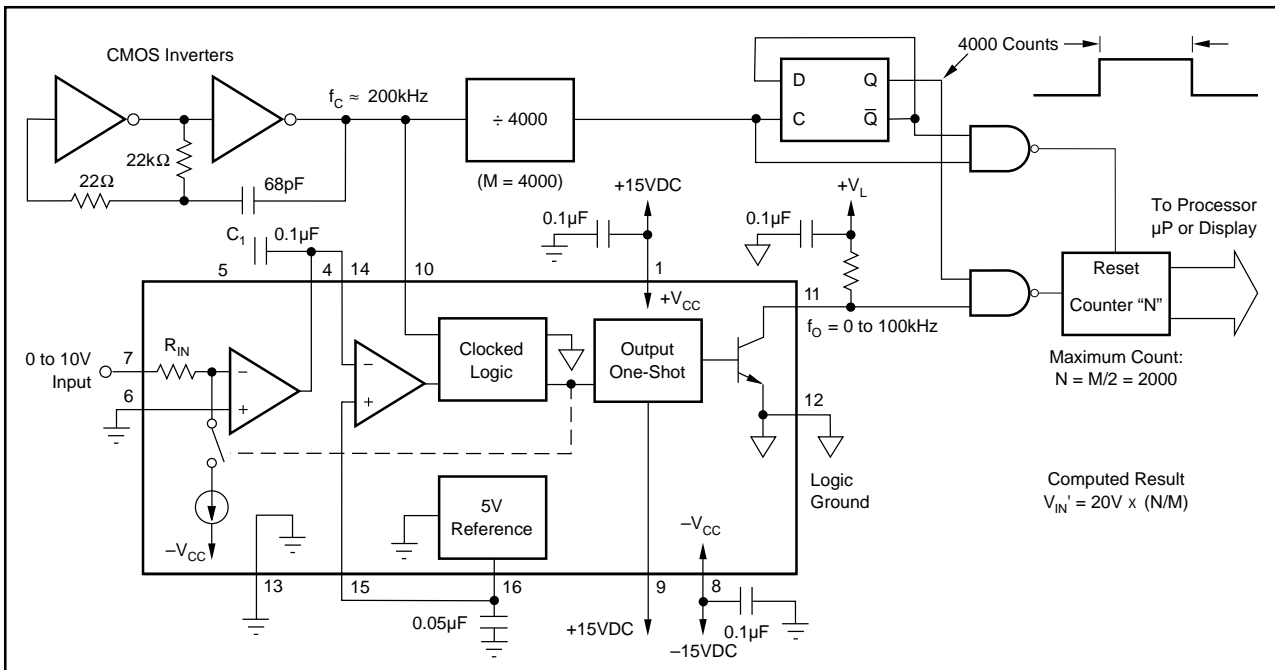 CMOS Inverters
f_C ≈ 200kHz
22kΩ
22Ω
68pF
÷ 4000
(M = 4000)
D Q
C Q̅
4000 Counts
+15VDC
0.1µF
+V_L
0.1µF
To Processor
µP or Display
C_1
0.1µF
5
4
14
10
1
11
+V_CC
f_O = 0 to 100kHz
Reset
Counter “N”
Maximum Count:
N = M/2 = 2000
0 to 10V
Input
7
6
R_IN
–
+
–
+
Clocked
Logic
Output
One-Shot
12
Logic
Ground
5V
Reference
–V_CC
–V_CC
Computed Result
V_IN' = 20V x (N/M)
13
15
16
9
8
0.05µF
+15VDC
–15VDC
0.1µF